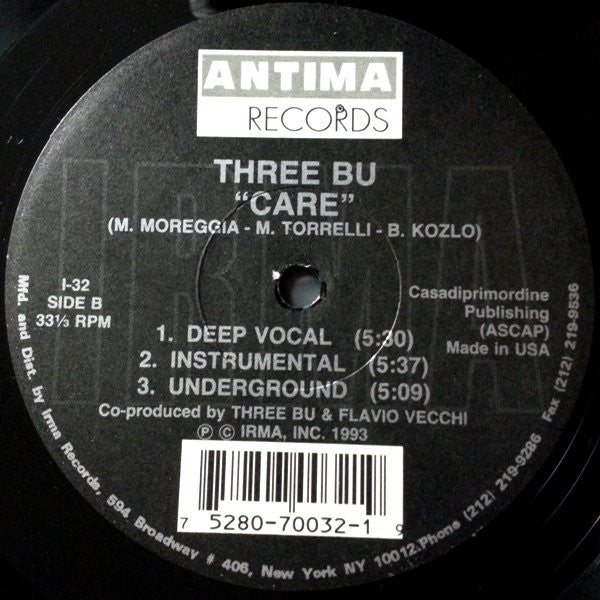 ANTIMA
RECORDS
THREE BU
"CARE"
(M. MOREGGIA - M. TORRELLI - B. KOZLO)
I-32
SIDE B
33⅓ RPM
Casadiprimordine
Publishing
(ASCAP)
Made in USA
1. DEEP VOCAL (5:30)
2. INSTRUMENTAL (5:37)
3. UNDERGROUND (5:09)
Co-produced by THREE BU & FLAVIO VECCHI
Ⓟ © IRMA, INC. 1993
7 5280-70032-1 9
Mfd. and Dist. by Irma Records, 594 Broadway # 406, New York NY 10012.Phone (212) 219-9286 Fax (212) 219-9536
IRMA